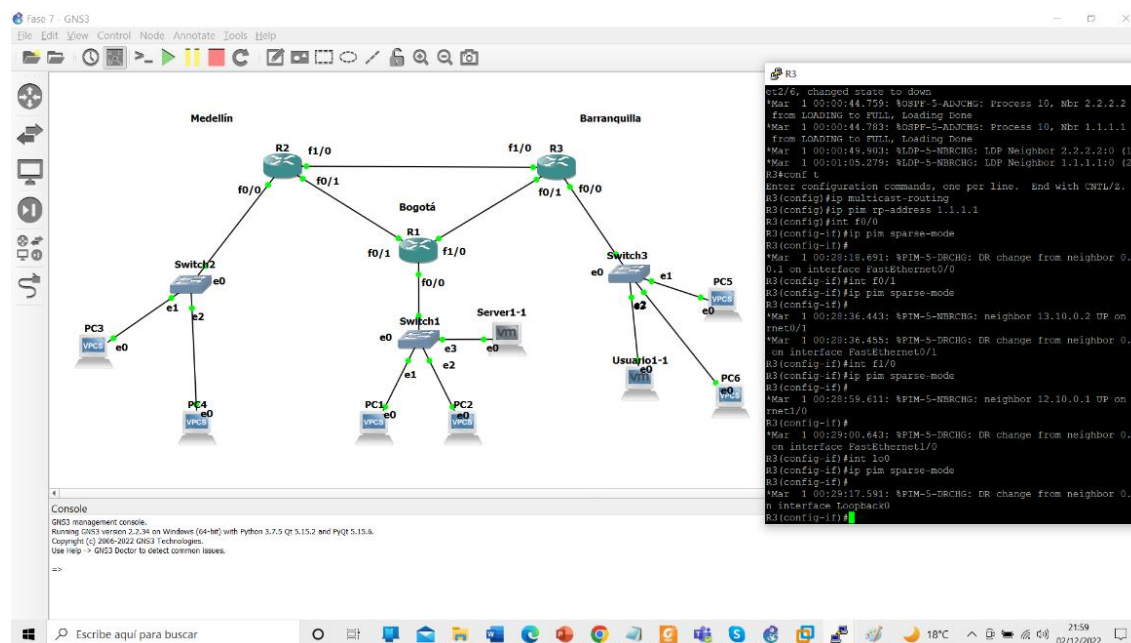 Fase 7 - GNS3
File Edit View Control Node Annotate Tools Help
Medellín
Barranquilla
R2 f1/0
f1/0 R3
f0/0
f0/1
f0/1 f0/0
Bogotá
R1
f0/1 f1/0
f0/0
Switch2
e0
e1
e2
Switch3
e0 e1
e2
PC5
VPCS
e0
PC3
VPCS
e0
Switch1
e0
e3
e1
e2
Server1-1
vm
e0
Usuario1-1
e0
vm
PC6
e0
VPCS
PC4
e0
VPCS
PC1
e0
VPCS
PC2
e0
VPCS
Console
GNS3 management console.
Running GNS3 version 2.2.34 on Windows (64-bit) with Python 3.7.5 Qt 5.15.2 and PyQt 5.15.6.
Copyright (c) 2006-2022 GNS3 Technologies.
Use Help -> GNS3 Doctor to detect common issues.
=>
R3
et2/6, changed state to down
*Mar 1 00:00:44.759: %OSPF-5-ADJCHG: Process 10, Nbr 2.2.2.2
from LOADING to FULL, Loading Done
*Mar 1 00:00:44.783: %OSPF-5-ADJCHG: Process 10, Nbr 1.1.1.1
from LOADING to FULL, Loading Done
*Mar 1 00:00:49.903: %LDP-5-NBRCHG: LDP Neighbor 2.2.2.2:0 (1
*Mar 1 00:01:05.279: %LDP-5-NBRCHG: LDP Neighbor 1.1.1.1:0 (2
R3#conf t
Enter configuration commands, one per line. End with CNTL/Z.
R3(config)#ip multicast-routing
R3(config)#ip pim rp-address 1.1.1.1
R3(config)#int f0/0
R3(config-if)#ip pim sparse-mode
R3(config-if)#
*Mar 1 00:28:18.691: %PIM-5-DRCHG: DR change from neighbor 0.
0.1 on interface FastEthernet0/0
R3(config-if)#int f0/1
R3(config-if)#ip pim sparse-mode
R3(config-if)#
*Mar 1 00:28:36.443: %PIM-5-NBRCHG: neighbor 13.10.0.2 UP on
rnet0/1
*Mar 1 00:28:36.455: %PIM-5-DRCHG: DR change from neighbor 0.
on interface FastEthernet0/1
R3(config-if)#int f1/0
R3(config-if)#ip pim sparse-mode
R3(config-if)#
*Mar 1 00:28:59.611: %PIM-5-NBRCHG: neighbor 12.10.0.1 UP on
rnet1/0
R3(config-if)#
*Mar 1 00:29:00.643: %PIM-5-DRCHG: DR change from neighbor 0.
on interface FastEthernet1/0
R3(config-if)#int lo0
R3(config-if)#ip pim sparse-mode
R3(config-if)#
*Mar 1 00:29:17.591: %PIM-5-DRCHG: DR change from neighbor 0.
n interface Loopback0
R3(config-if)#
Escribe aquí para buscar
18°C
21:59
02/12/2022